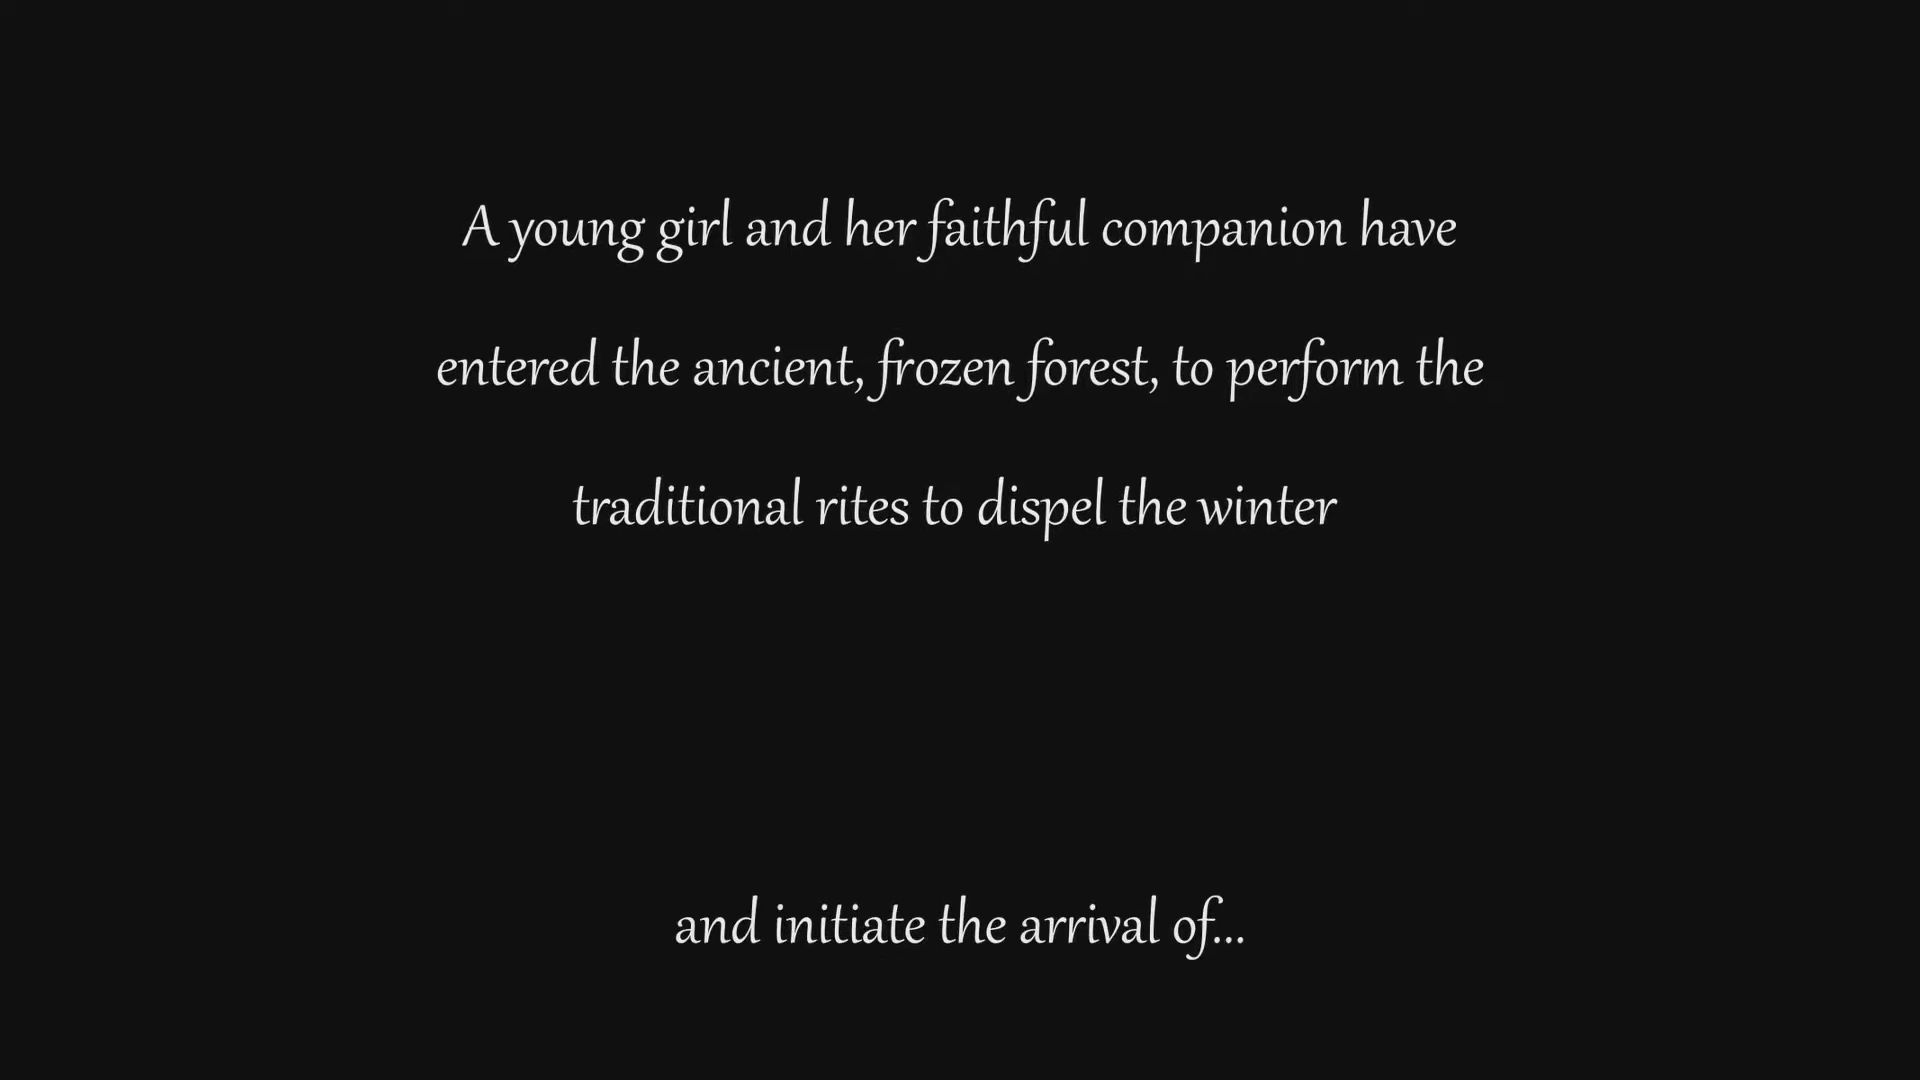 A young girl and her faithful companion have
entered the ancient, frozen forest, to perform the
traditional rites to dispel the winter
and initiate the arrival of...